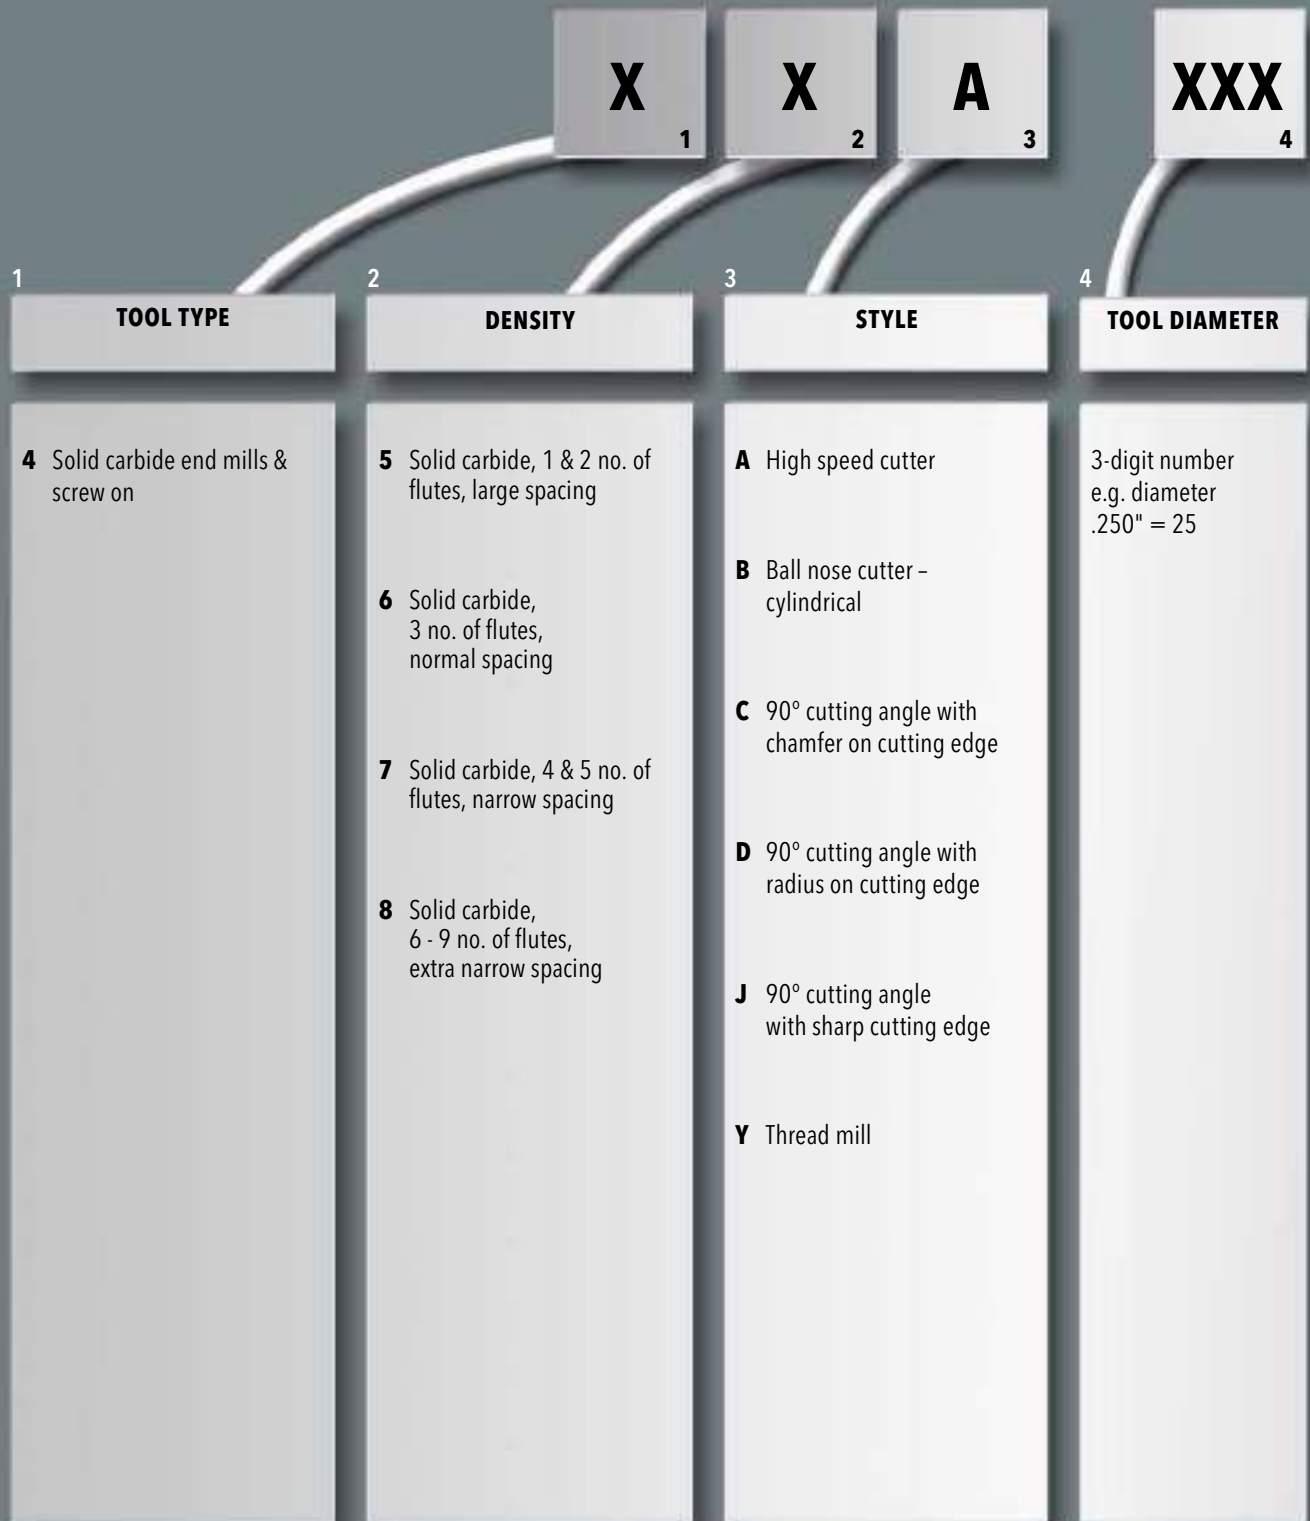 X
1
X
2
A
3
XXX
4
1
TOOL TYPE
4 Solid carbide end mills &
screw on
2
DENSITY
5 Solid carbide, 1 & 2 no. of
flutes, large spacing
6 Solid carbide,
3 no. of flutes,
normal spacing
7 Solid carbide, 4 & 5 no. of
flutes, narrow spacing
8 Solid carbide,
6 - 9 no. of flutes,
extra narrow spacing
3
STYLE
A High speed cutter
B Ball nose cutter –
cylindrical
C 90º cutting angle with
chamfer on cutting edge
D 90º cutting angle with
radius on cutting edge
J 90º cutting angle
with sharp cutting edge
Y Thread mill
4
TOOL DIAMETER
3-digit number
e.g. diameter
.250" = 25